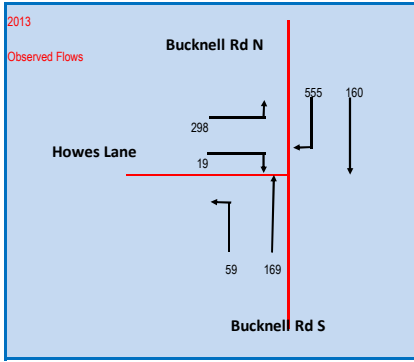 2013
Bucknell Rd N
Observed Flows
555 160
298
Howes Lane
19
59 169
Bucknell Rd S